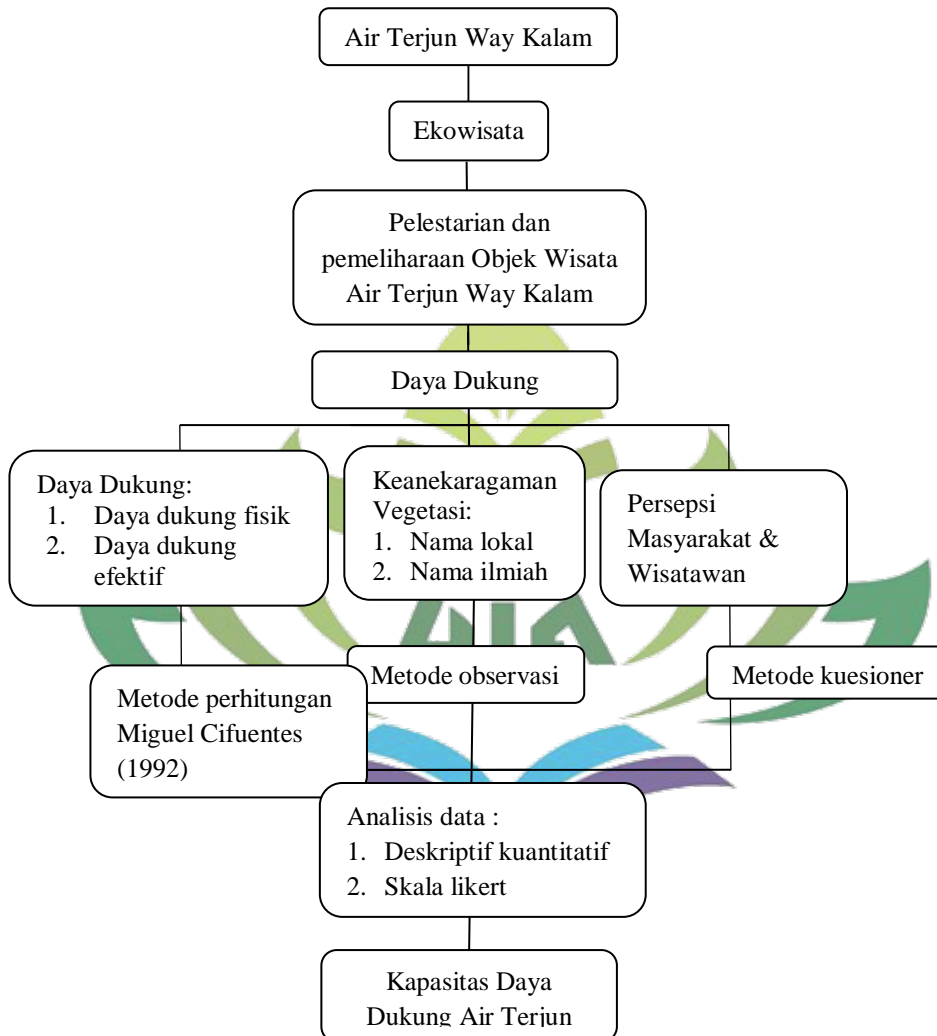 Air Terjun Way Kalam
Ekowisata
Pelestarian dan
pemeliharaan Objek Wisata
Air Terjun Way Kalam
Daya Dukung
Daya Dukung:
1. Daya dukung fisik
2. Daya dukung
efektif
Keanekaragaman
Vegetasi:
1. Nama lokal
2. Nama ilmiah
Persepsi
Masyarakat &
Wisatawan
Metode perhitungan
Miguel Cifuentes
(1992)
Metode observasi
Metode kuesioner
Analisis data :
1. Deskriptif kuantitatif
2. Skala likert
Kapasitas Daya
Dukung Air Terjun